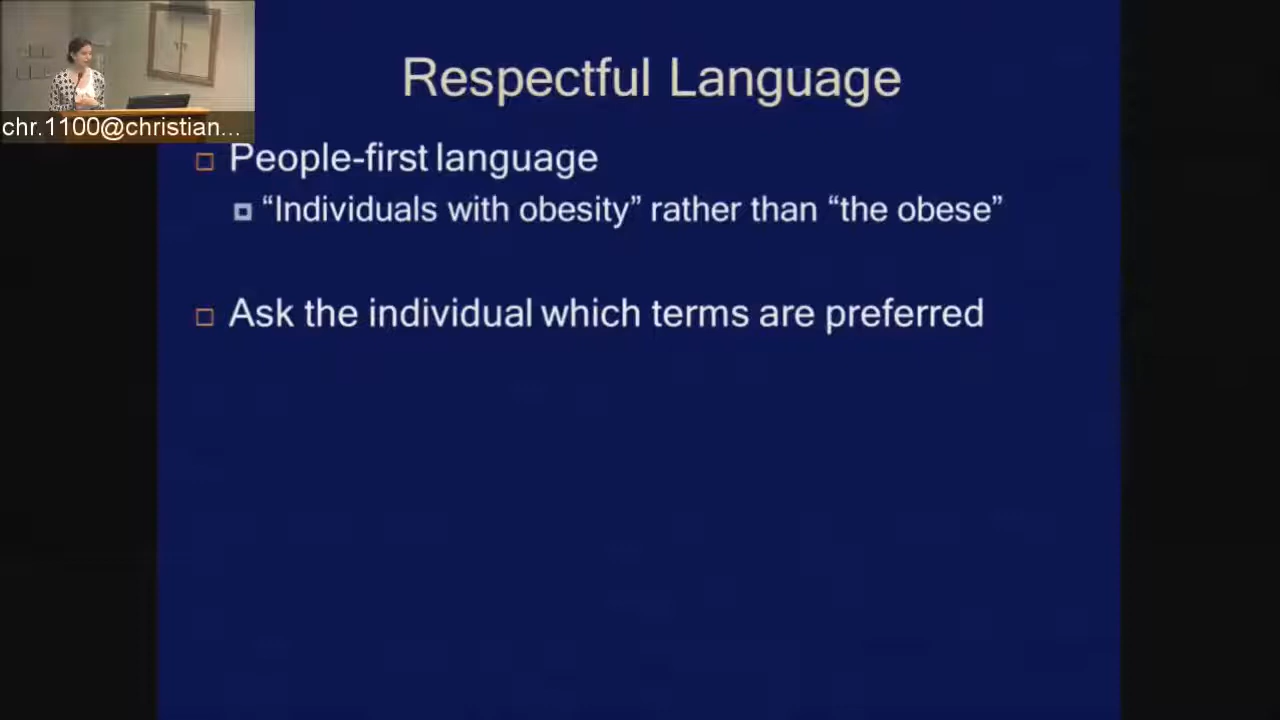 Respectful Language
chr.1100@christian...
People-first language
“Individuals with obesity” rather than “the obese”
Ask the individual which terms are preferred